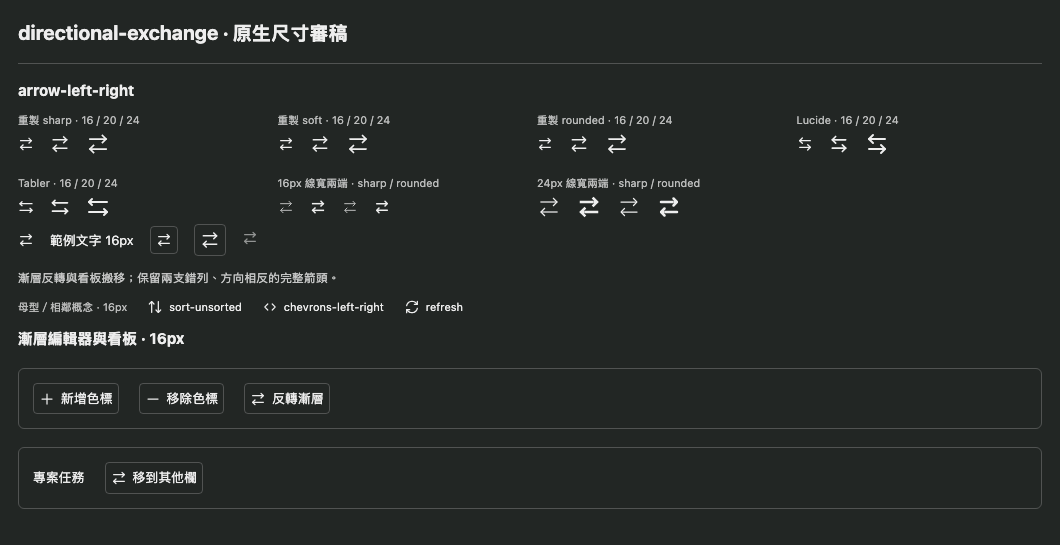 directional-exchange · 原生尺寸審稿
arrow-left-right
重製 sharp · 16 / 20 / 24
重製 soft · 16 / 20 / 24
重製 rounded · 16 / 20 / 24
Lucide · 16 / 20 / 24
Tabler · 16 / 20 / 24
16px 線寬兩端 · sharp / rounded
24px 線寬兩端 · sharp / rounded
範例文字 16px
漸層反轉與看板搬移；保留兩支錯列、方向相反的完整箭頭。
母型 / 相鄰概念 · 16px
sort-unsorted
chevrons-left-right
refresh
漸層編輯器與看板 · 16px
新增色標
移除色標
反轉漸層
專案任務
移到其他欄